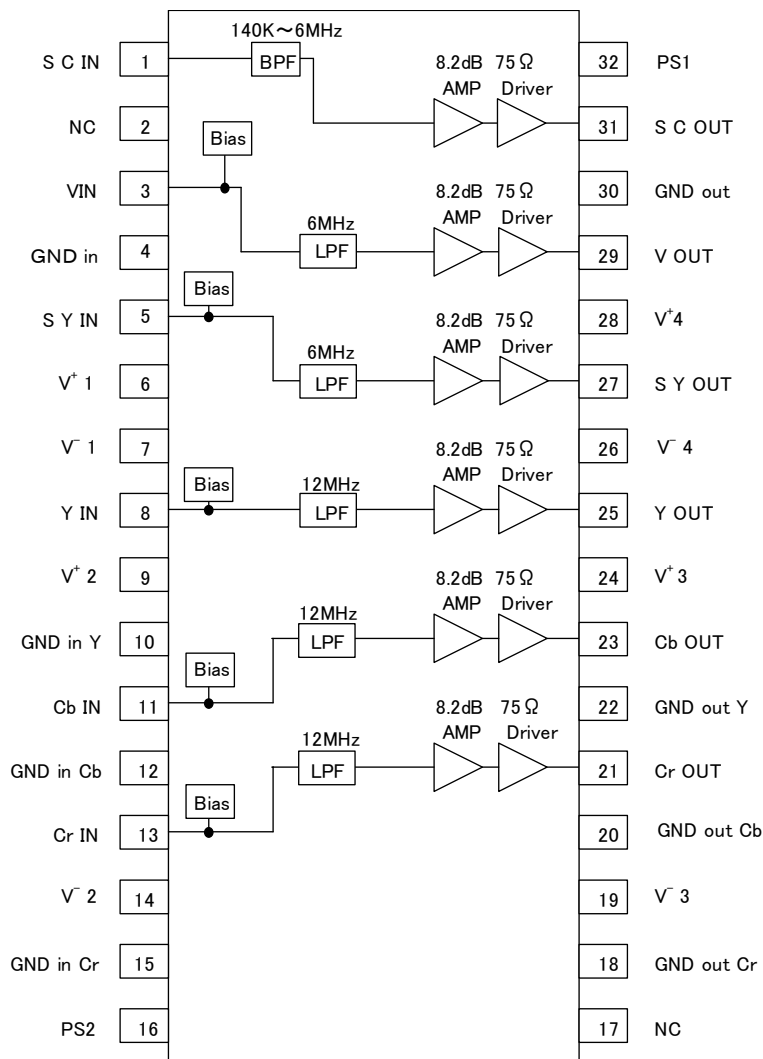 140K～6MHz
S C IN 1 BPF 8.2dB 75Ω 32 PS1
AMP Driver
NC 2 31 S C OUT
Bias
VIN 3 8.2dB 75Ω 30 GND out
6MHz AMP Driver
GND in 4 LPF 29 V OUT
Bias
S Y IN 5 8.2dB 75Ω 28 V⁺4
6MHz AMP Driver
V⁺ 1 6 LPF 27 S Y OUT
V⁻ 1 7 8.2dB 75Ω 26 V⁻ 4
Bias 12MHz AMP Driver
Y IN 8 LPF 25 Y OUT
V⁺ 2 9 8.2dB 75Ω 24 V⁺ 3
12MHz AMP Driver
GND in Y 10 LPF 23 Cb OUT
Bias
Cb IN 11 8.2dB 75Ω 22 GND out Y
12MHz AMP Driver
GND in Cb 12 LPF 21 Cr OUT
Bias
Cr IN 13 20 GND out Cb
V⁻ 2 14 19 V⁻ 3
GND in Cr 15 18 GND out Cr
PS2 16 17 NC